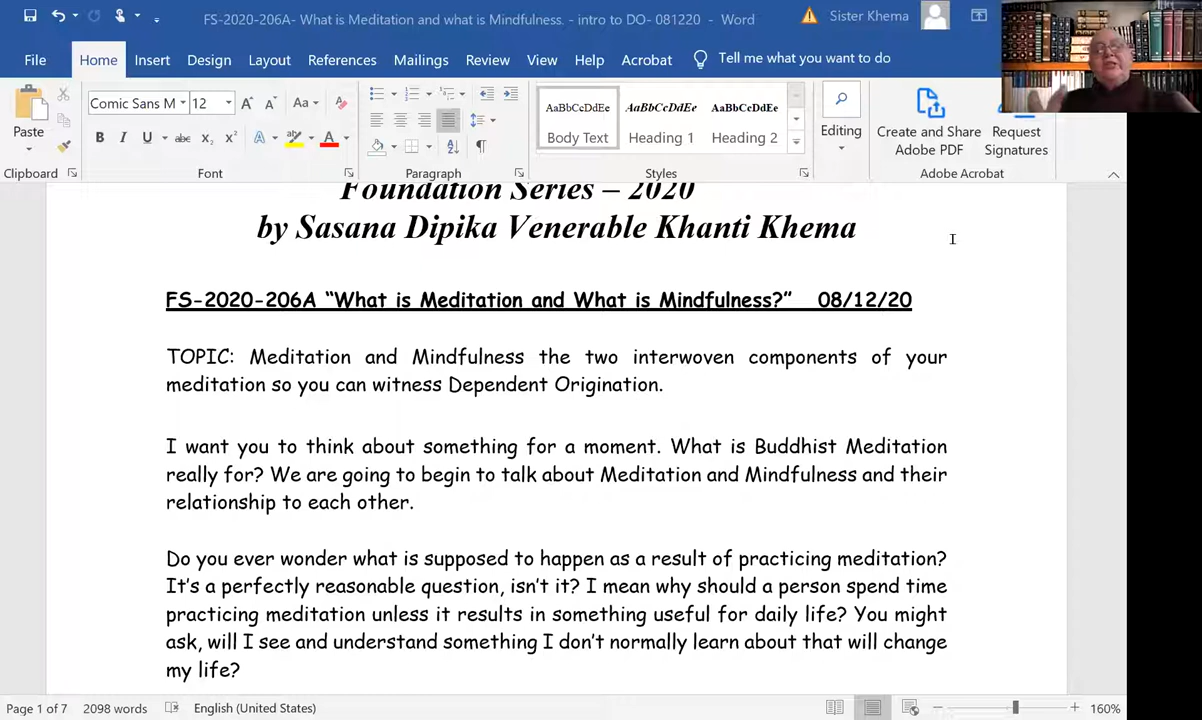 FS-2020-206A- What is Meditation and what is Mindfulness. - intro to DO- 081220 - Word
Sister Khema
File Home Insert Design Layout References Mailings Review View Help Acrobat Tell me what you want to do
Comic Sans M 12 Aa
AaBbCcDdEe AaBbCcDdEe AaBbCcDdEe
Paste Body Text Heading 1 Heading 2 Editing Create and Share Adobe PDF Request Signatures
Clipboard Font Paragraph Styles Adobe Acrobat
Foundation Series – 2020
by Sasana Dipika Venerable Khanti Khema
FS-2020-206A “What is Meditation and What is Mindfulness?” 08/12/20
TOPIC: Meditation and Mindfulness the two interwoven components of your
meditation so you can witness Dependent Origination.
I want you to think about something for a moment. What is Buddhist Meditation
really for? We are going to begin to talk about Meditation and Mindfulness and their
relationship to each other.
Do you ever wonder what is supposed to happen as a result of practicing meditation?
It’s a perfectly reasonable question, isn’t it? I mean why should a person spend time
practicing meditation unless it results in something useful for daily life? You might
ask, will I see and understand something I don’t normally learn about that will change
my life?
Page 1 of 7 2098 words English (United States) 160%